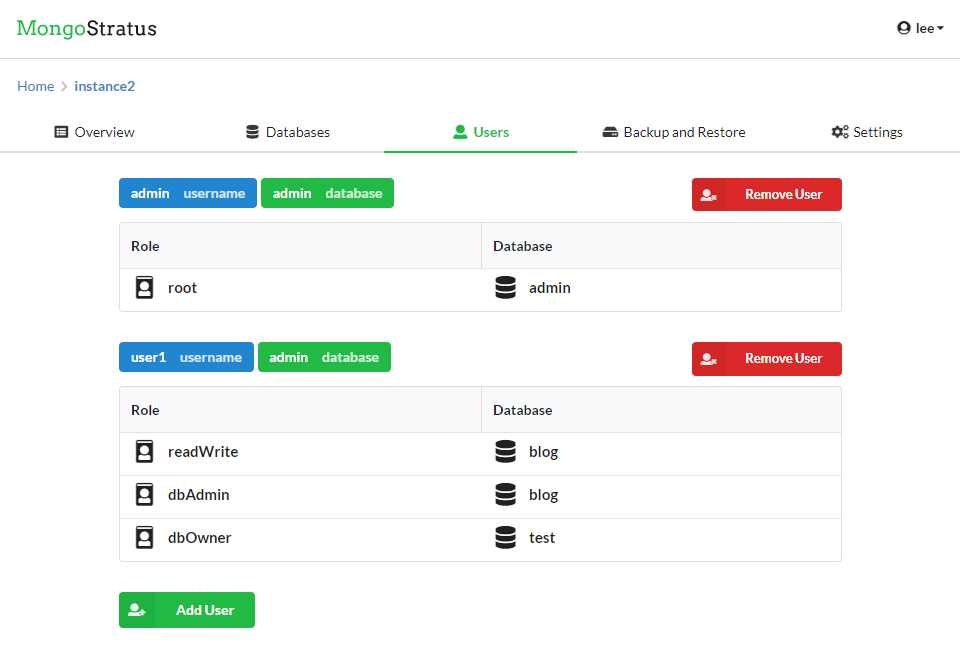 MongoStratus
lee
Home instance2
Overview Databases Users Backup and Restore Settings
admin username admin database Remove User
Role Database
root admin
user1 username admin database Remove User
Role Database
readWrite blog
dbAdmin blog
dbOwner test
Add User